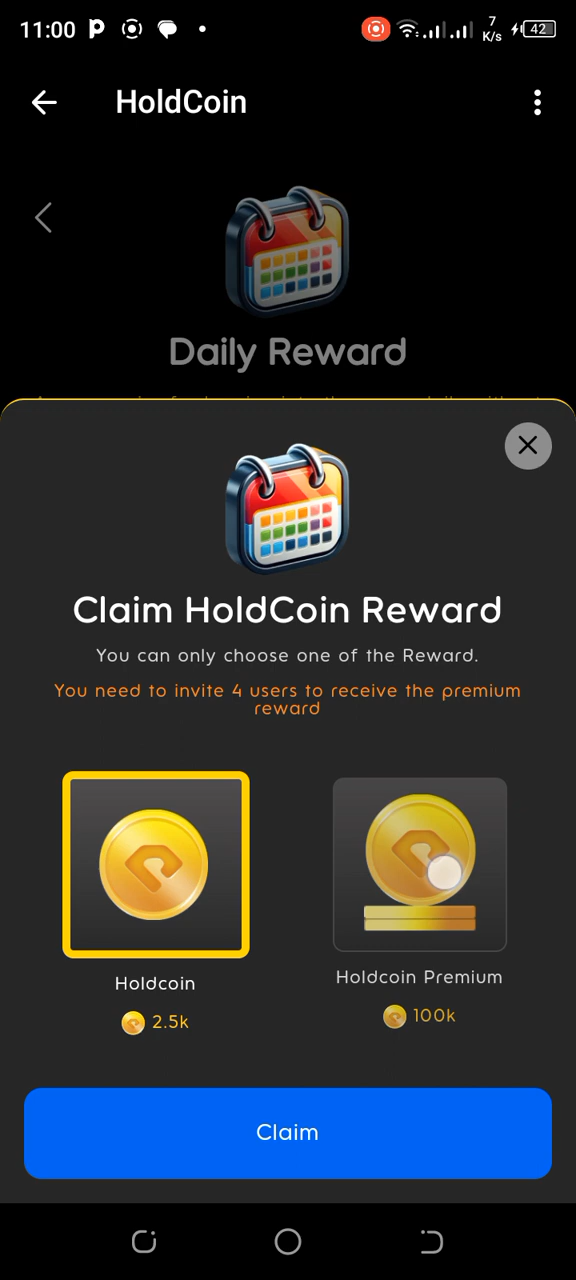 11:00
7
K/s
42
HoldCoin
Daily Reward
Claim HoldCoin Reward
You can only choose one of the Reward.
You need to invite 4 users to receive the premium
reward
Holdcoin
2.5k
Holdcoin Premium
100k
Claim